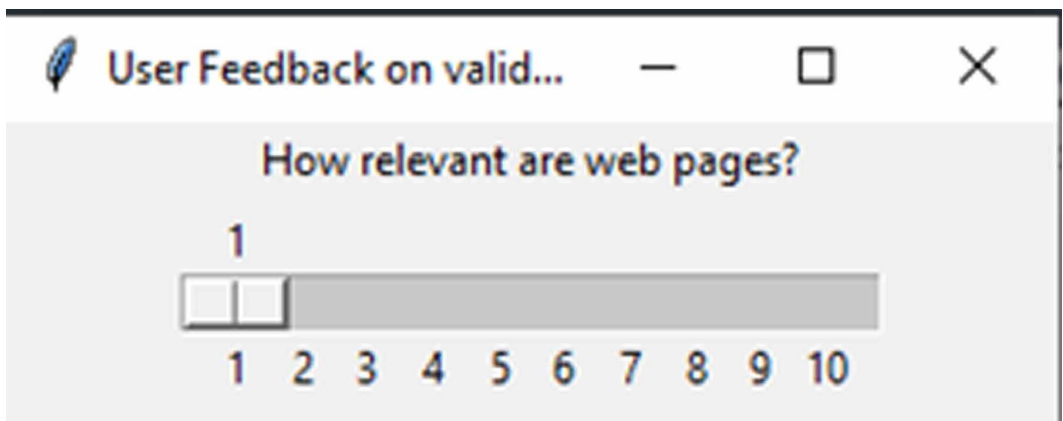 User Feedback on valid...
How relevant are web pages?
1
1 2 3 4 5 6 7 8 9 10